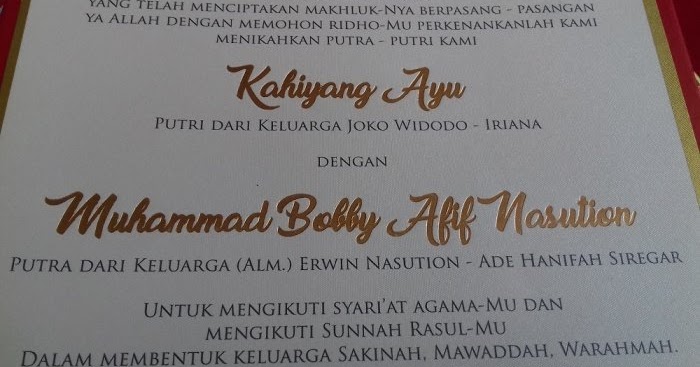 YANG TELAH MENCIPTAKAN MAKHLUK-NYA BERPASANG - PASANGAN
YA ALLAH DENGAN MEMOHON RIDHO-MU PERKENANKANLAH KAMI
MENIKAHKAN PUTRA - PUTRI KAMI
Kahiyang Ayu
PUTRI DARI KELUARGA JOKO WIDODO - IRIANA
DENGAN
Muhammad Bobby Afif Nasution
PUTRA DARI KELUARGA (ALM.) ERWIN NASUTION - ADE HANIFAH SIREGAR
UNTUK MENGIKUTI SYARI'AT AGAMA-MU DAN
MENGIKUTI SUNNAH RASUL-MU
DALAM MEMBENTUK KELUARGA SAKINAH, MAWADDAH, WARAHMAH.